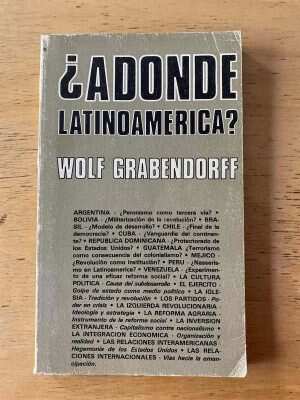 ¿ADONDE
LATINOAMERICA?
WOLF GRABENDORFF
ARGENTINA - ¿Peronismo como tercera vía? •
BOLIVIA - ¿Militarización de la revolución? • BRA-
SIL - ¿Modelo de desarrollo? • CHILE - ¿Final de la
democracia? • CUBA - ¿Vanguardia del continen-
te? • REPUBLICA DOMINICANA - ¿Protectorado de
los Estados Unidos? • GUATEMALA - ¿Terrorismo
como consecuencia del colonialismo? • MEJICO -
¿Revolución como institución? • PERU - ¿Nasseris-
mo en Latinoamérica? • VENEZUELA - ¿Experimen-
to de una eficaz reforma social? • LA CULTURA
POLITICA - Causa del subdesarrollo • EL EJERCITO -
Golpe de estado como medio político • LA IGLE-
SIA - Tradición y revolución • LOS PARTIDOS - Po-
der en crisis • LA IZQUIERDA REVOLUCIONARIA -
Ideología y estrategia • LA REFORMA AGRARIA -
Instrumento de la reforma social • LA INVERSION
EXTRANJERA - Capitalismo contra nacionalismo •
LA INTEGRACION ECONOMICA - Organización y
realidad • LAS RELACIONES INTERAMERICANAS -
Hegemonía de los Estados Unidos • LAS RELA-
CIONES INTERNACIONALES - Vías hacia la eman-
cipación.